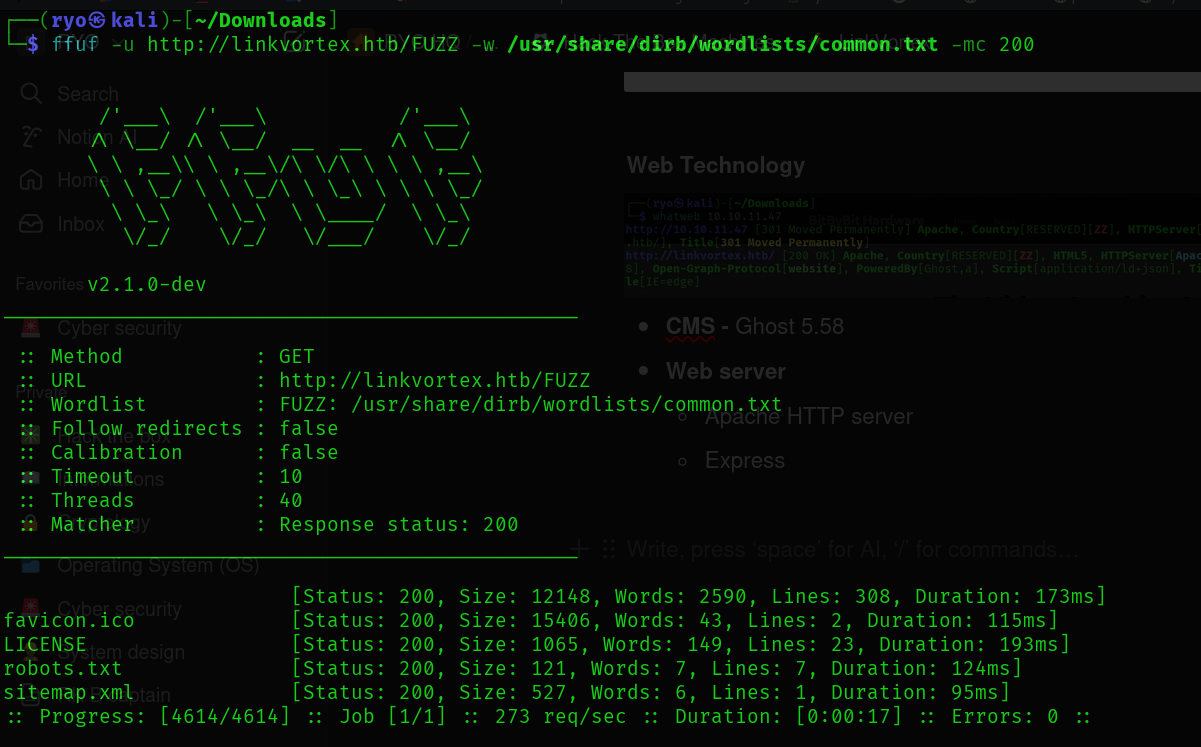 ┌──(ryo㉿kali)-[~/Downloads]
└─$ ffuf -u http://linkvortex.htb/FUZZ -w /usr/share/dirb/wordlists/common.txt -mc 200
Search
Notion AI
Home
Inbox
Favorites
v2.1.0-dev
Cyber security
:: Method : GET
:: URL : http://linkvortex.htb/FUZZ
Private
:: Wordlist : FUZZ: /usr/share/dirb/wordlists/common.txt
:: Follow redirects : false
Hack the box
:: Calibration : false
:: Timeout : 10
:: Threads : 40
:: Matcher : Response status: 200
Operating System (OS)
Cyber security
System design
Web Technology
┌──(ryo㉿kali)-[~/Downloads]
└─$ whatweb 10.10.11.47
http://10.10.11.47 [301 Moved Permanently] Apache, Country[RESERVED][ZZ], HTTPServer[
.htb/], Title[301 Moved Permanently]
http://linkvortex.htb/ [200 OK] Apache, Country[RESERVED][ZZ], HTML5, HTTPServer[Apac
8], Open-Graph-Protocol[website], PoweredBy[Ghost,a], Script[application/ld+json], Ti
le[IE=edge]
BitByBit Hardware
CMS - Ghost 5.58
Web server
Apache HTTP server
Express
Write, press ‘space’ for AI, ‘/’ for commands…
[Status: 200, Size: 12148, Words: 2590, Lines: 308, Duration: 173ms]
favicon.ico [Status: 200, Size: 15406, Words: 43, Lines: 2, Duration: 115ms]
LICENSE [Status: 200, Size: 1065, Words: 149, Lines: 23, Duration: 193ms]
robots.txt [Status: 200, Size: 121, Words: 7, Lines: 7, Duration: 124ms]
sitemap.xml [Status: 200, Size: 527, Words: 6, Lines: 1, Duration: 95ms]
:: Progress: [4614/4614] :: Job [1/1] :: 273 req/sec :: Duration: [0:00:17] :: Errors: 0 ::